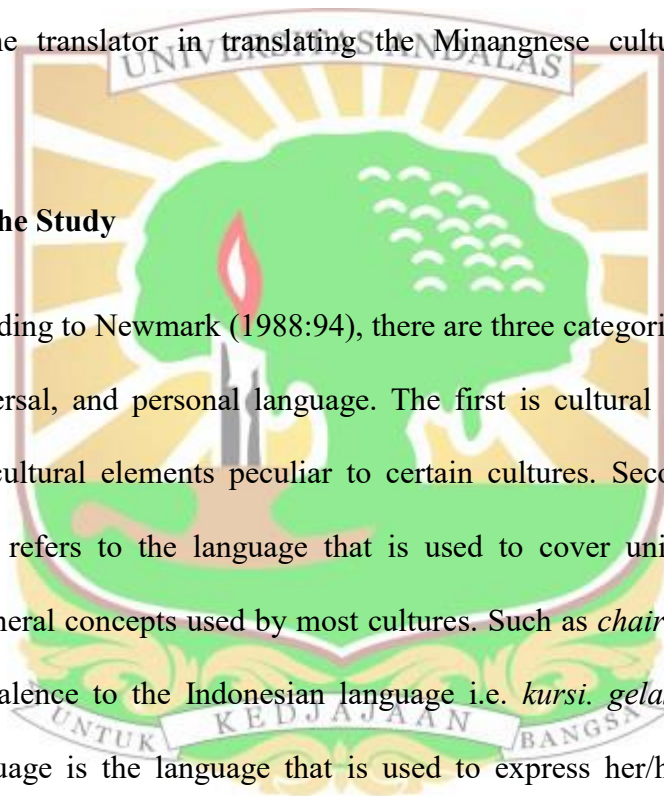 ne translator in translating the Minangnese cultu
UNIVERSITAS ANDALAS
he Study
ding to Newmark (1988:94), there are three categori
ersal, and personal language. The first is cultural
cultural elements peculiar to certain cultures. Seco
refers to the language that is used to cover uni
neral concepts used by most cultures. Such as chair
valence to the Indonesian language i.e. kursi. gela
UNTUK KEDJAJAAN BANGSA
uage is the language that is used to express her/h